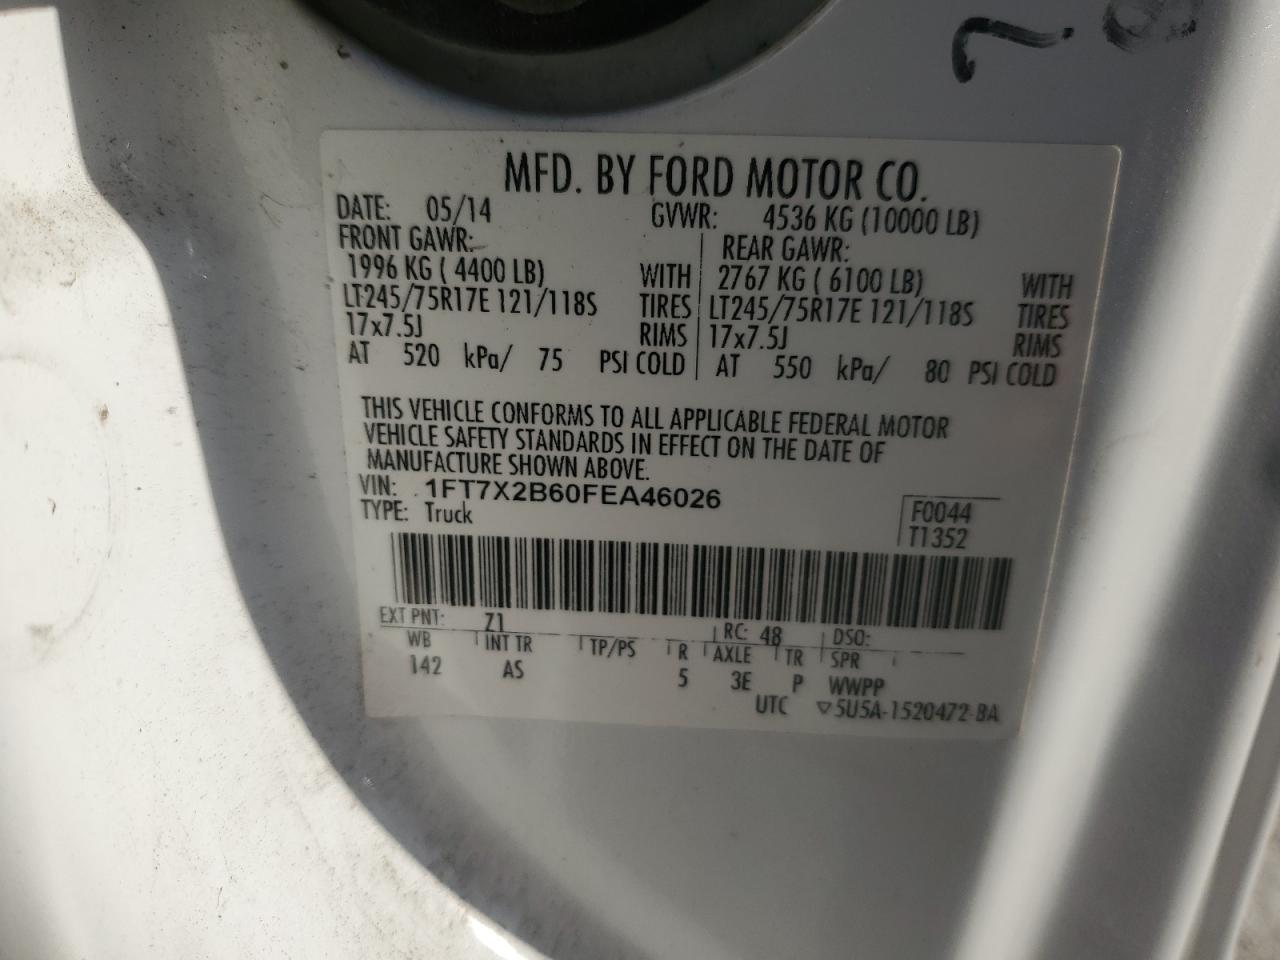 MFD. BY FORD MOTOR CO.
DATE: 05/14 GVWR: 4536 KG (10000 LB)
FRONT GAWR: REAR GAWR:
1996 KG ( 4400 LB) WITH 2767 KG ( 6100 LB) WITH
LT245/75R17E 121/118S TIRES LT245/75R17E 121/118S TIRES
17x7.5J RIMS 17x7.5J RIMS
AT 520 kPa/ 75 PSI COLD AT 550 kPa/ 80 PSI COLD
THIS VEHICLE CONFORMS TO ALL APPLICABLE FEDERAL MOTOR
VEHICLE SAFETY STANDARDS IN EFFECT ON THE DATE OF
MANUFACTURE SHOWN ABOVE.
VIN: 1FT7X2B60FEA46026
TYPE: Truck
F0044
T1352
EXT PNT: Z1 RC: 48 DSO:
WB INT TR TP/PS R AXLE TR SPR
142 AS 5 3E P WWPP
UTC ▽5U5A-1520472-BA